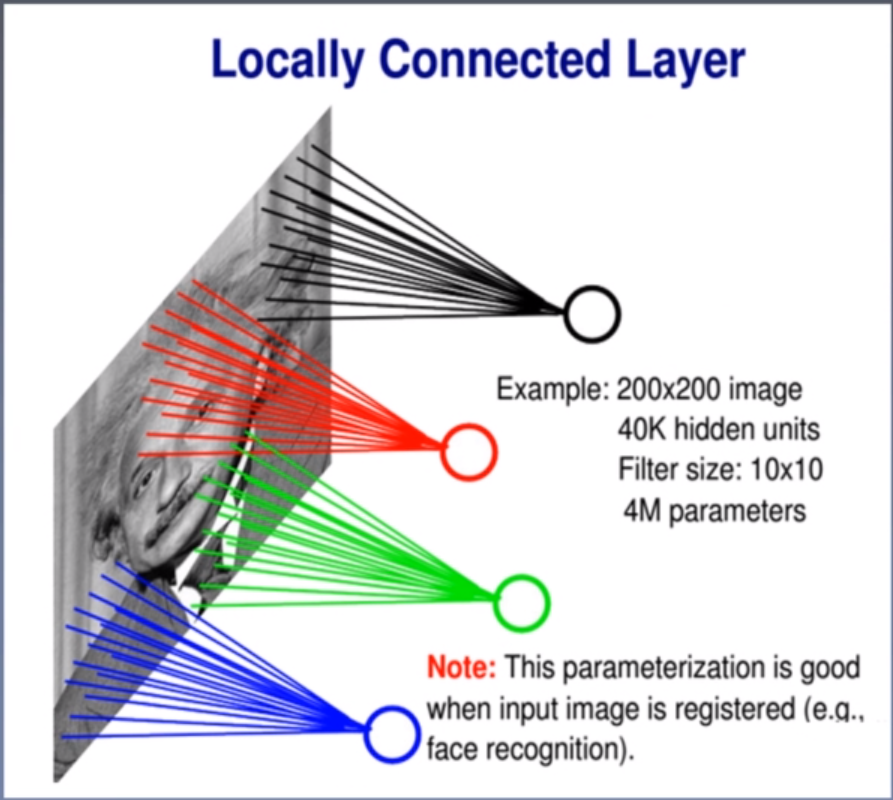 Locally Connected Layer
Example: 200x200 image
40K hidden units
Filter size: 10x10
4M parameters
Note: This parameterization is good
when input image is registered (e.g.,
face recognition).